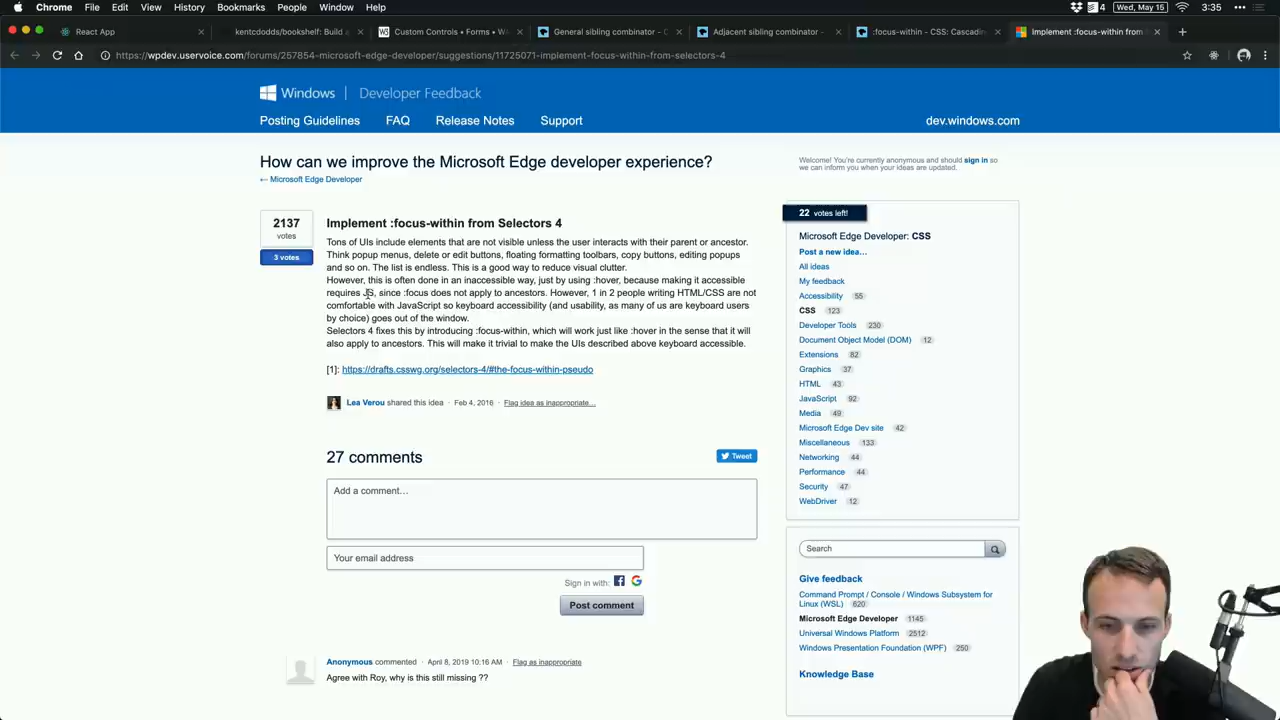 Chrome File Edit View History Bookmarks People Window Help
4 Wed, May 15 3:35
React App
kentcdodds/bookshelf: Build a
Custom Controls • Forms • WA
General sibling combinator - C
Adjacent sibling combinator -
:focus-within - CSS: Cascadin
Implement :focus-within from
https://wpdev.uservoice.com/forums/257854-microsoft-edge-developer/suggestions/11725071-implement-focus-within-from-selectors-4
Windows | Developer Feedback
Posting Guidelines FAQ Release Notes Support dev.windows.com
How can we improve the Microsoft Edge developer experience?
← Microsoft Edge Developer
Welcome! You're currently anonymous and should sign in so
we can inform you when your ideas are updated.
2137
votes
3 votes
Implement :focus-within from Selectors 4
Tons of UIs include elements that are not visible unless the user interacts with their parent or ancestor.
Think popup menus, delete or edit buttons, floating formatting toolbars, copy buttons, editing popups
and so on. The list is endless. This is a good way to reduce visual clutter.
However, this is often done in an inaccessible way, just by using :hover, because making it accessible
requires JS, since :focus does not apply to ancestors. However, 1 in 2 people writing HTML/CSS are not
comfortable with JavaScript so keyboard accessibility (and usability, as many of us are keyboard users
by choice) goes out of the window.
Selectors 4 fixes this by introducing :focus-within, which will work just like :hover in the sense that it will
also apply to ancestors. This will make it trivial to make the UIs described above keyboard accessible.
[1]: https://drafts.csswg.org/selectors-4/#the-focus-within-pseudo
Lea Verou shared this idea · Feb 4, 2016 · Flag idea as inappropriate…
27 comments
Tweet
Add a comment…
Your email address
Sign in with:
Post comment
Anonymous commented · April 8, 2019 10:16 AM · Flag as inappropriate
Agree with Roy, why is this still missing ??
22 votes left!
Microsoft Edge Developer: CSS
Post a new idea…
All ideas
My feedback
Accessibility 55
CSS 123
Developer Tools 230
Document Object Model (DOM) 12
Extensions 82
Graphics 37
HTML 43
JavaScript 92
Media 49
Microsoft Edge Dev site 42
Miscellaneous 133
Networking 44
Performance 44
Security 47
WebDriver 12
Search
Give feedback
Command Prompt / Console / Windows Subsystem for
Linux (WSL) 620
Microsoft Edge Developer 1145
Universal Windows Platform 2512
Windows Presentation Foundation (WPF) 250
Knowledge Base